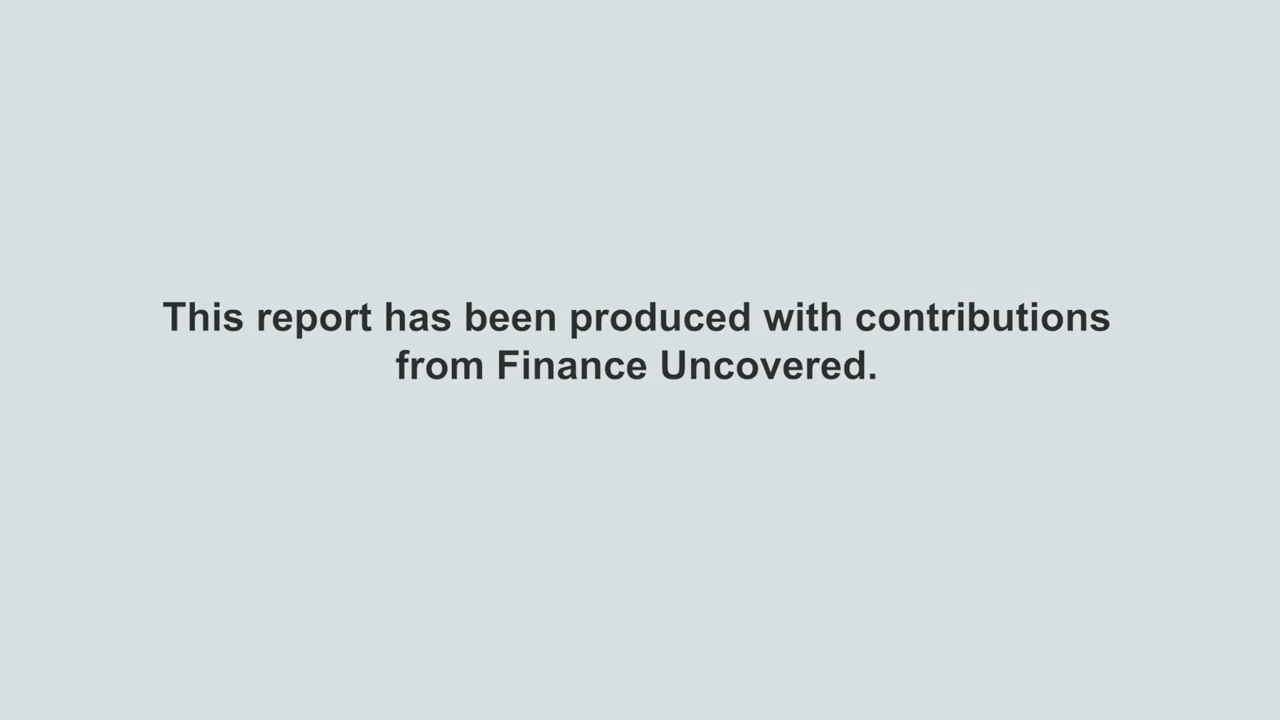 This report has been produced with contributions
from Finance Uncovered.